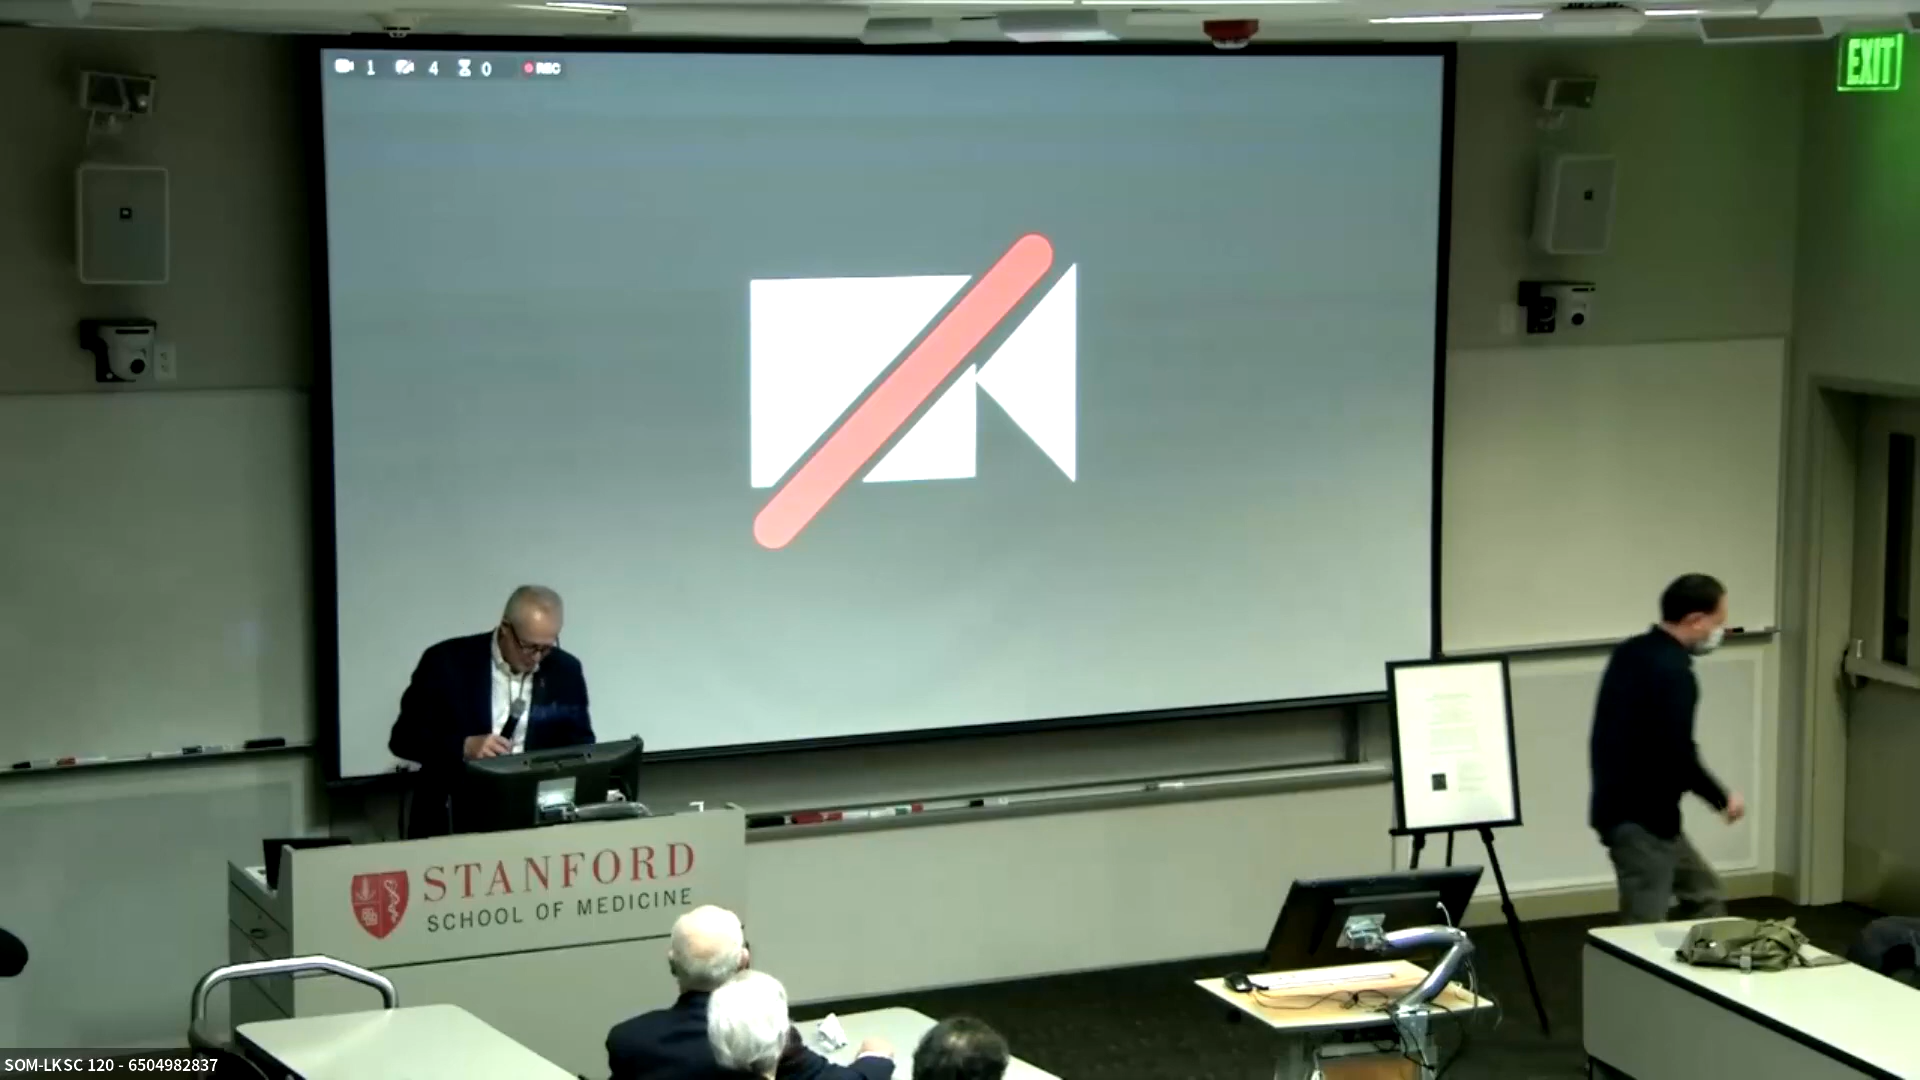 1 4 0 REC
EXIT
STANFORD
SCHOOL OF MEDICINE
SOM-LKSC 120 - 6504982837